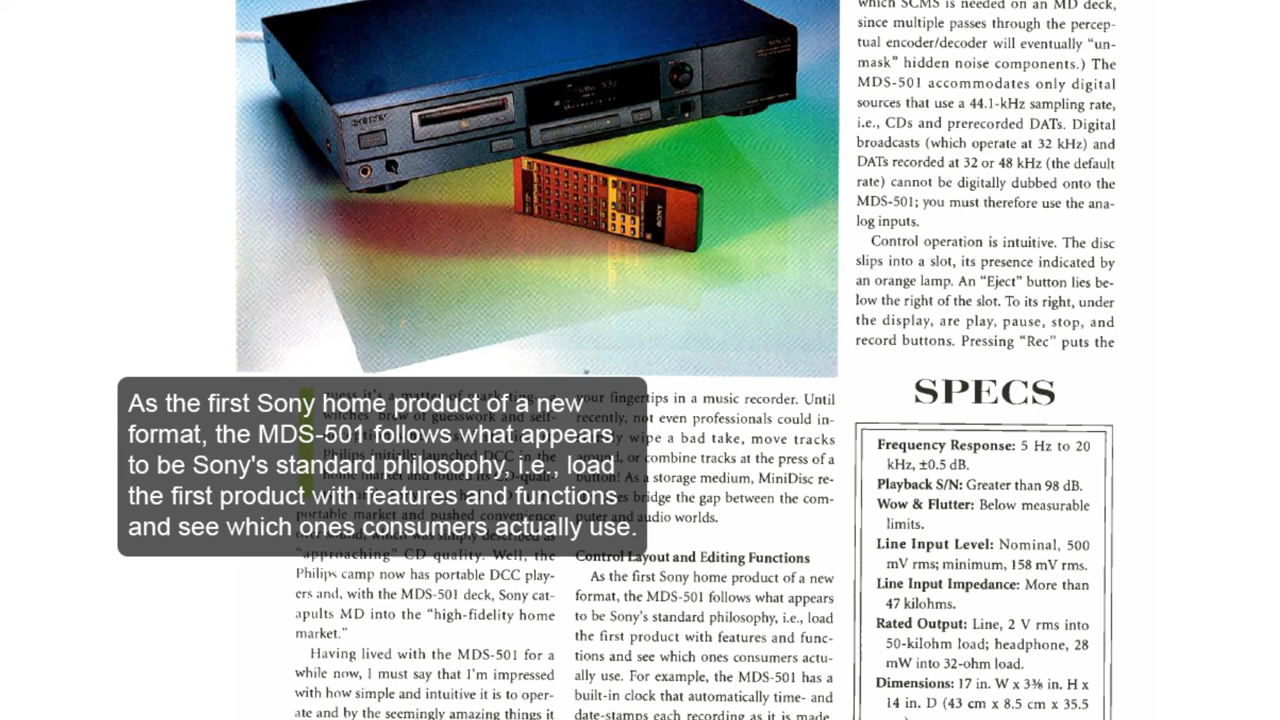 SONY
As the first Sony home product of a new
format, the MDS-501 follows what appears
to be Sony's standard philosophy, i.e., load
the first product with features and functions
and see which ones consumers actually use.
portable market and pushed convenience
"approaching" CD quality. Well, the
Philips camp now has portable DCC play-
ers and, with the MDS-501 deck, Sony cat-
apults MD into the "high-fidelity home
market."
Having lived with the MDS-501 for a
while now, I must say that I'm impressed
with how simple and intuitive it is to oper-
ate and by the seemingly amazing things it
your fingertips in a music recorder. Until
recently, not even professionals could in-
wipe a bad take, move tracks
around, or combine tracks at the press of a
button! As a storage medium, MiniDisc re-
bridge the gap between the com-
puter and audio worlds.
Control Layout and Editing Functions
As the first Sony home product of a new
format, the MDS-501 follows what appears
to be Sony's standard philosophy, i.e., load
the first product with features and func-
tions and see which ones consumers actu-
ally use. For example, the MDS-501 has a
built-in clock that automatically time- and
date-stamps each recording as it is made,
which SCMS is needed on an MD deck,
since multiple passes through the percep-
tual encoder/decoder will eventually "un-
mask" hidden noise components.) The
MDS-501 accommodates only digital
sources that use a 44.1-kHz sampling rate,
i.e., CDs and prerecorded DATs. Digital
broadcasts (which operate at 32 kHz) and
DATs recorded at 32 or 48 kHz (the default
rate) cannot be digitally dubbed onto the
MDS-501; you must therefore use the ana-
log inputs.
Control operation is intuitive. The disc
slips into a slot, its presence indicated by
an orange lamp. An "Eject" button lies be-
low the right of the slot. To its right, under
the display, are play, pause, stop, and
record buttons. Pressing "Rec" puts the
SPECS
Frequency Response: 5 Hz to 20
kHz, ±0.5 dB.
Playback S/N: Greater than 98 dB.
Wow & Flutter: Below measurable
limits.
Line Input Level: Nominal, 500
mV rms; minimum, 158 mV rms.
Line Input Impedance: More than
47 kilohms.
Rated Output: Line, 2 V rms into
50-kilohm load; headphone, 28
mW into 32-ohm load.
Dimensions: 17 in. W x 3⅜ in. H x
14 in. D (43 cm x 8.5 cm x 35.5